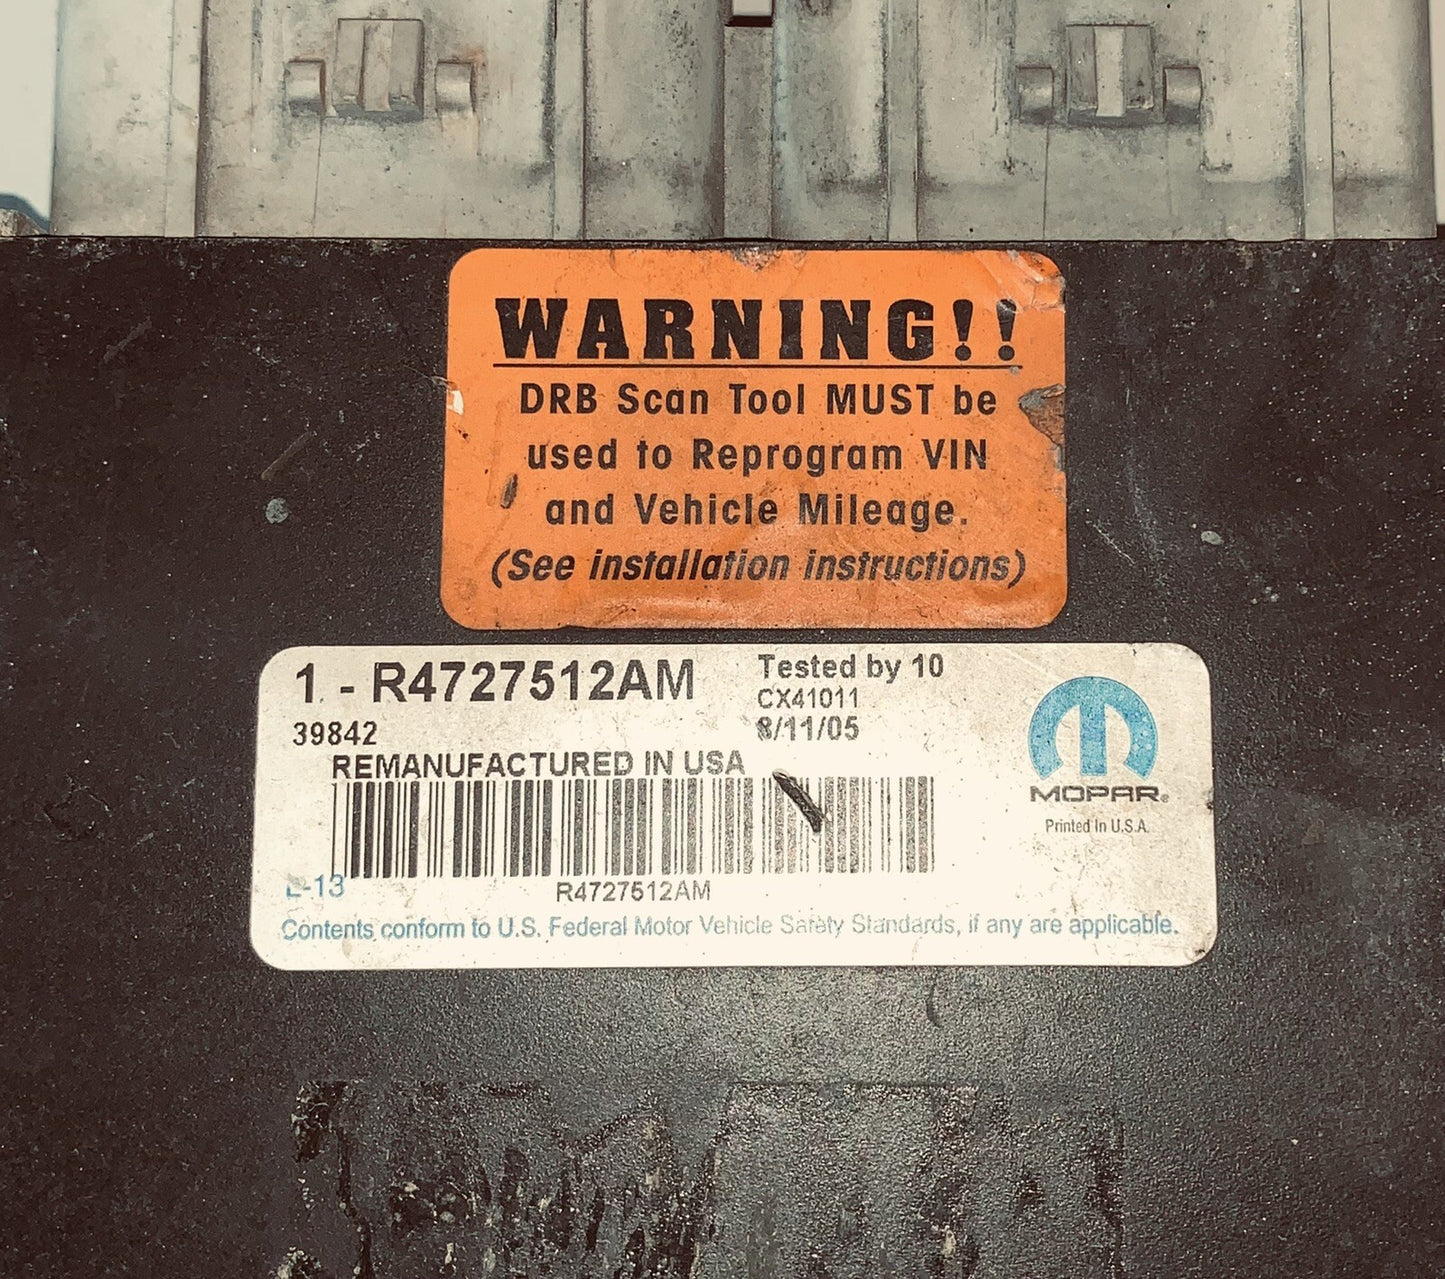 WARNING!!
DRB Scan Tool MUST be
used to Reprogram VIN
and Vehicle Mileage.
(See installation instructions)
1 - R4727512AM
39842
REMANUFACTURED IN USA
Tested by 10
CX41011
8/11/05
MOPAR®
Printed In U.S.A.
L-13
R4727512AM
Contents conform to U.S. Federal Motor Vehicle Safety Standards, if any are applicable.